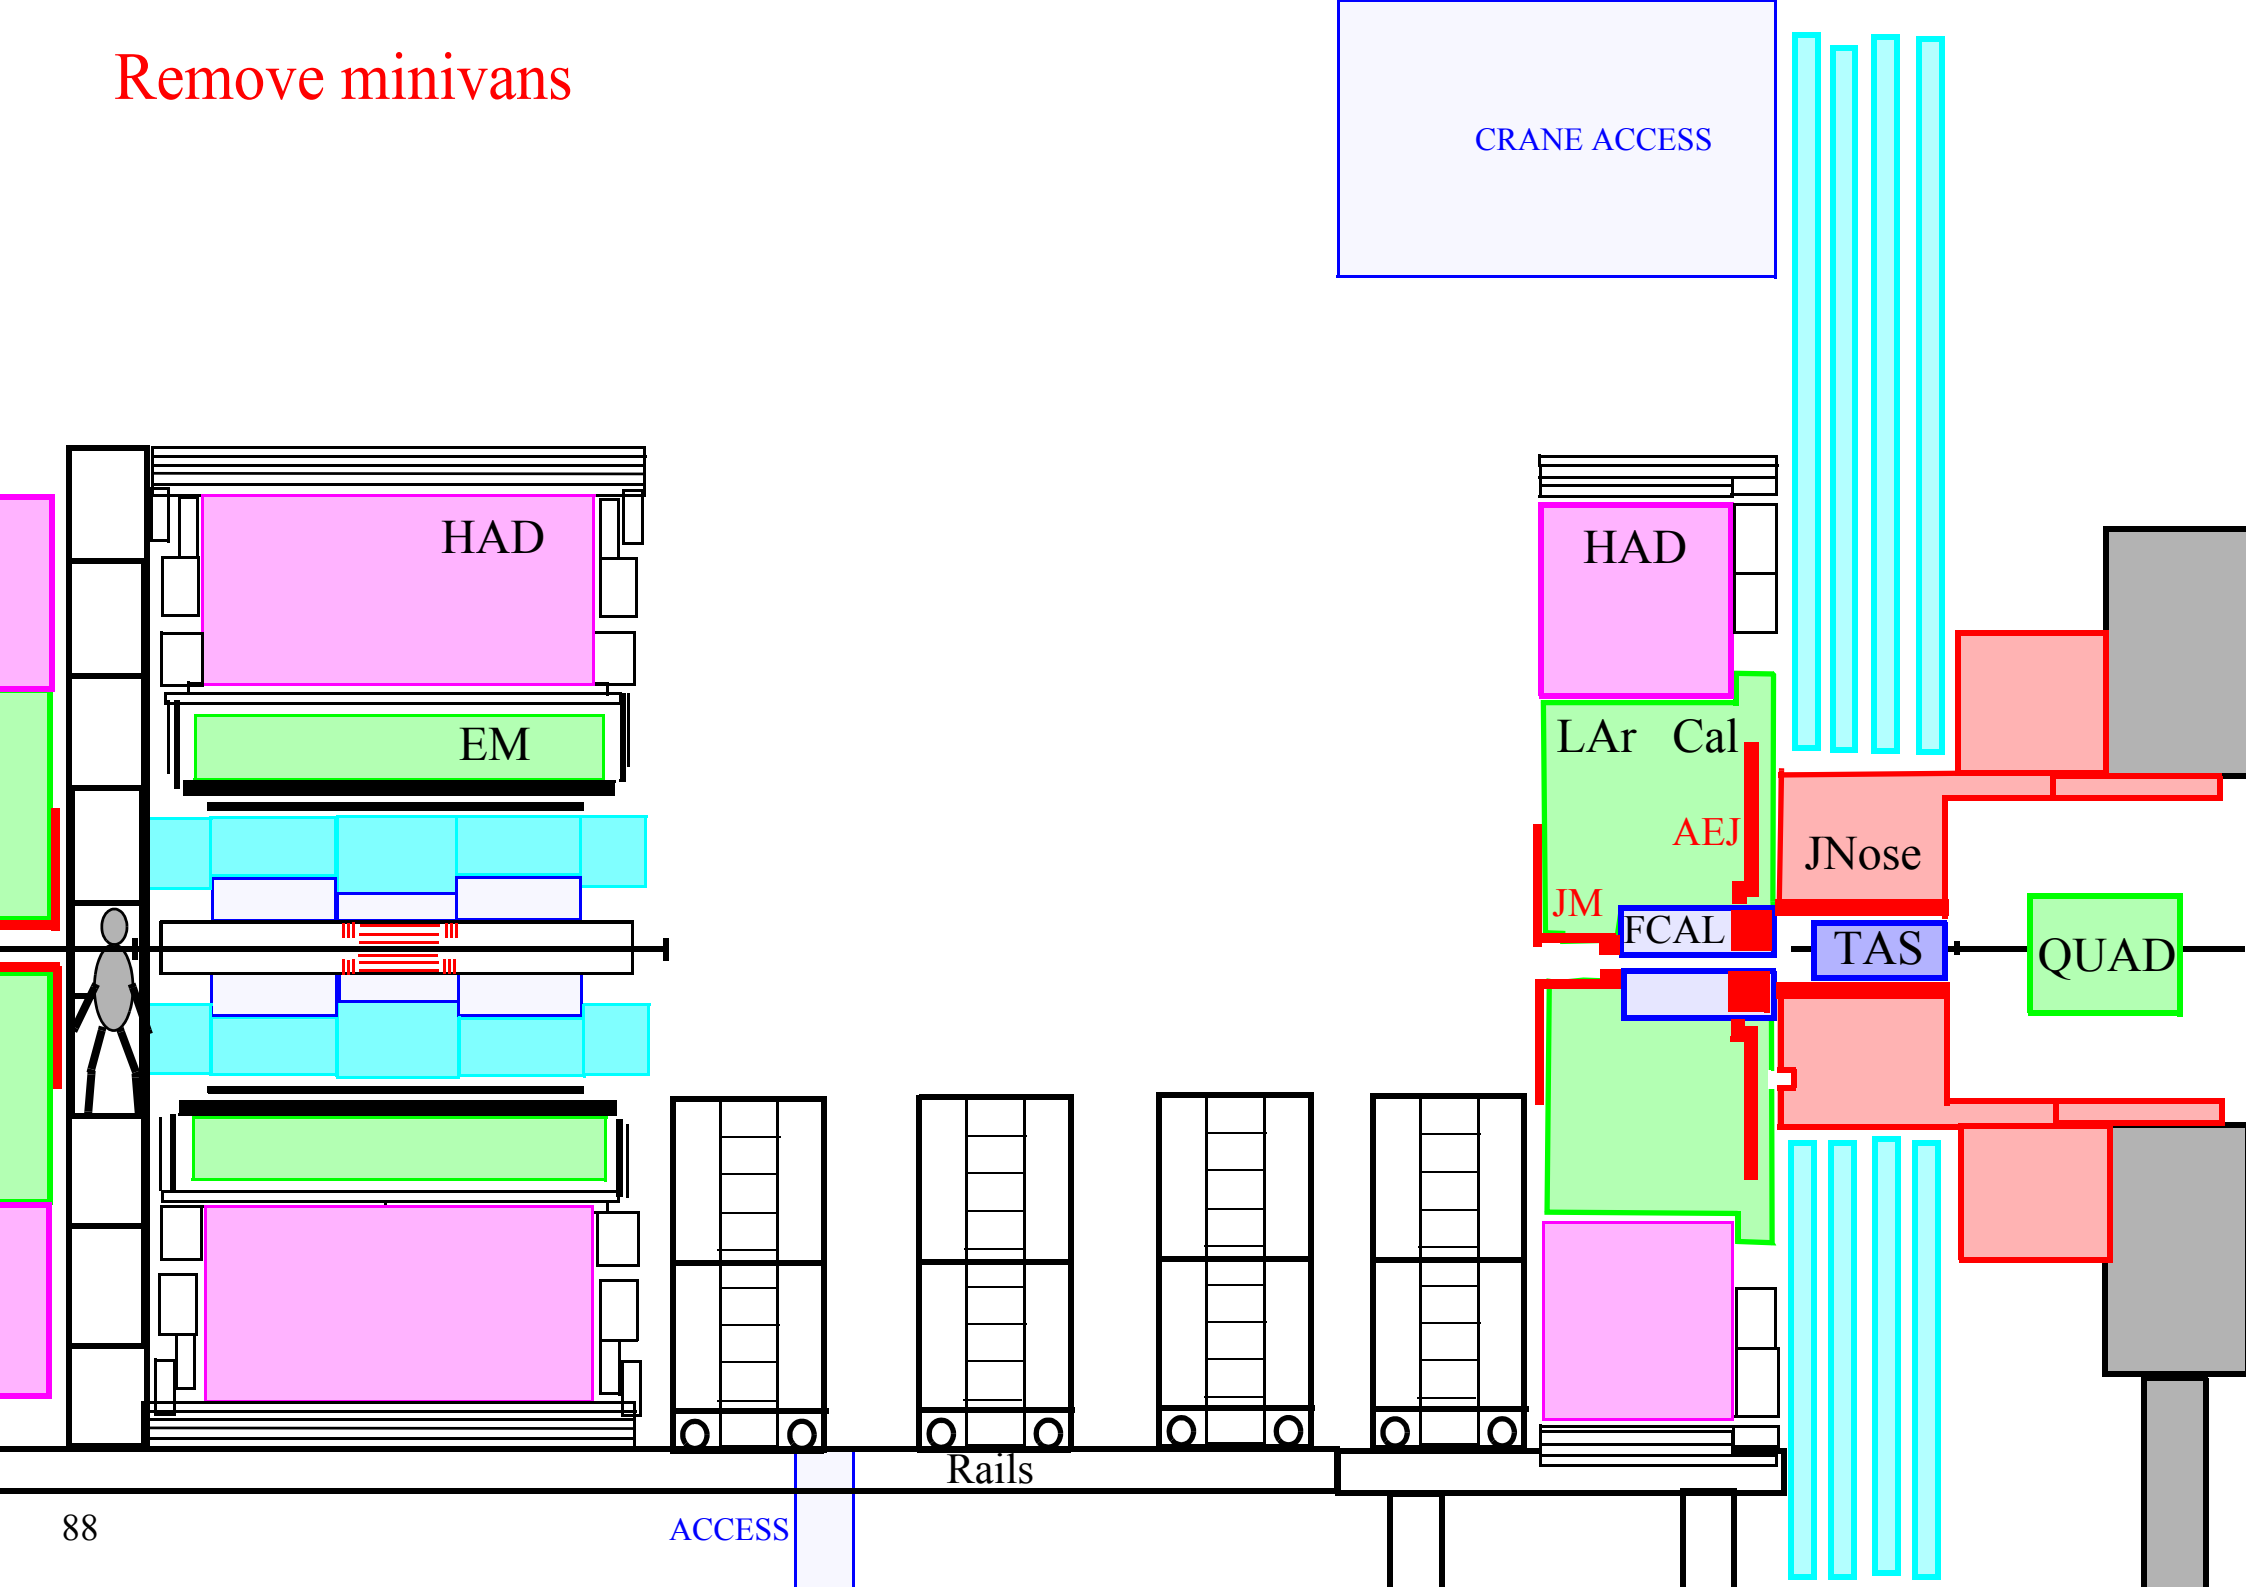 Remove minivans
CRANE ACCESS
HAD
HAD
EM
LAr Cal
AEJ
JNose
JM
FCAL
TAS
QUAD
Rails
88
ACCESS